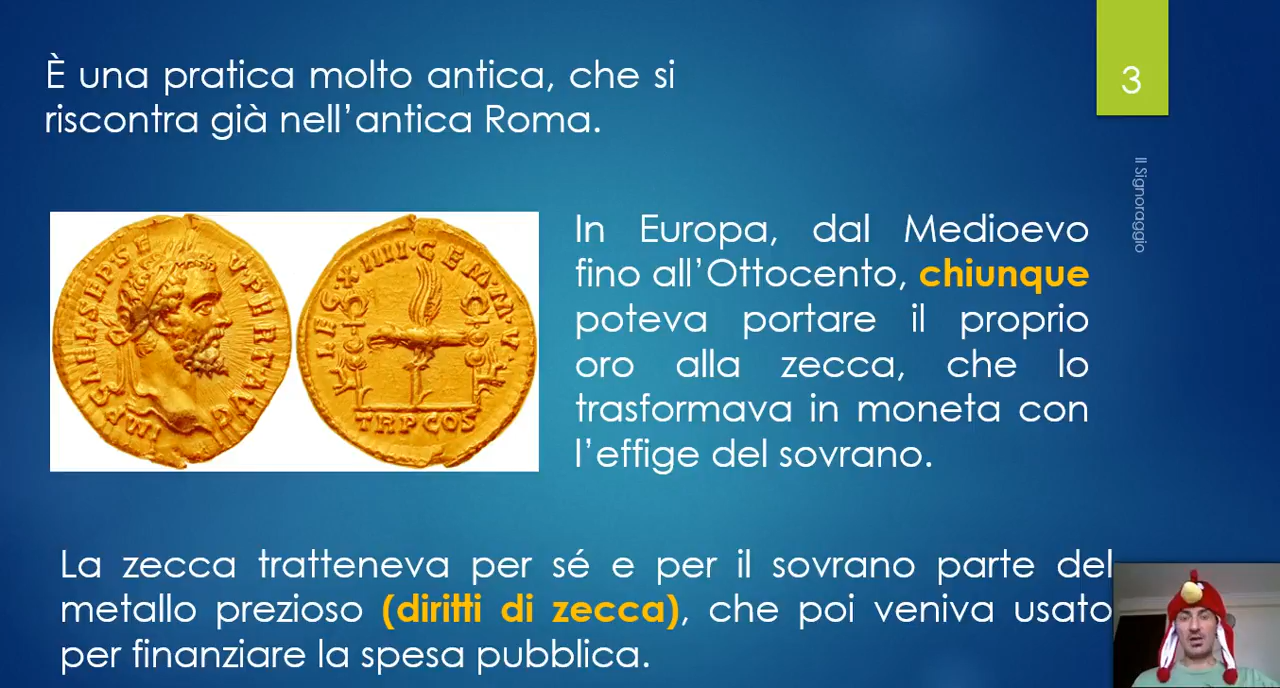 È una pratica molto antica, che si
riscontra già nell’antica Roma.
3
Il Signoraggio
In Europa, dal Medioevo
fino all’Ottocento, chiunque
poteva portare il proprio
oro alla zecca, che lo
trasformava in moneta con
l’effige del sovrano.
TRP COS
La zecca tratteneva per sé e per il sovrano parte del
metallo prezioso (diritti di zecca), che poi veniva usato
per finanziare la spesa pubblica.